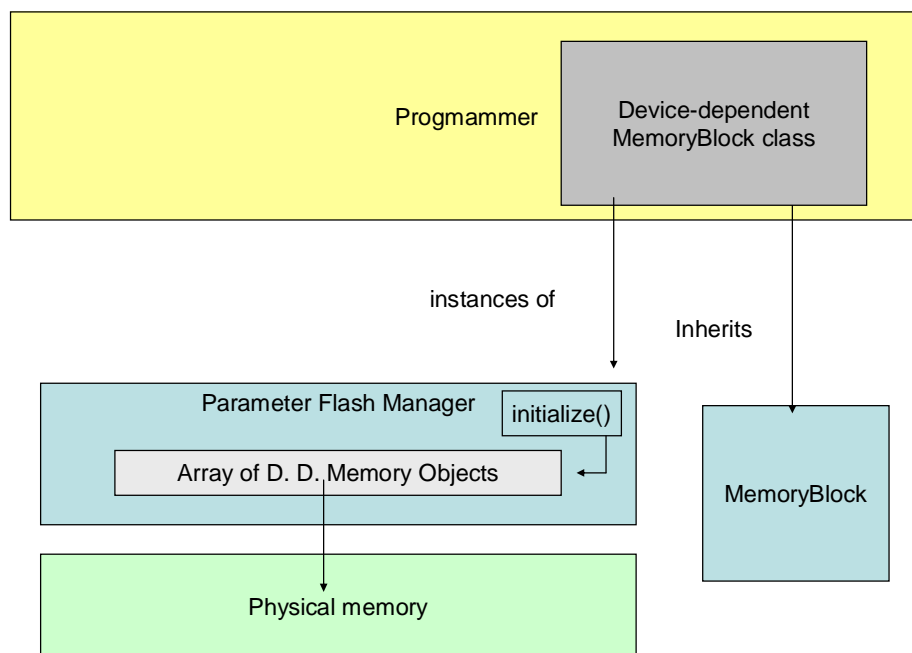 Progmammer
Device-dependent
MemoryBlock class
instances of
Inherits
Parameter Flash Manager
initialize()
Array of D. D. Memory Objects
MemoryBlock
Physical memory